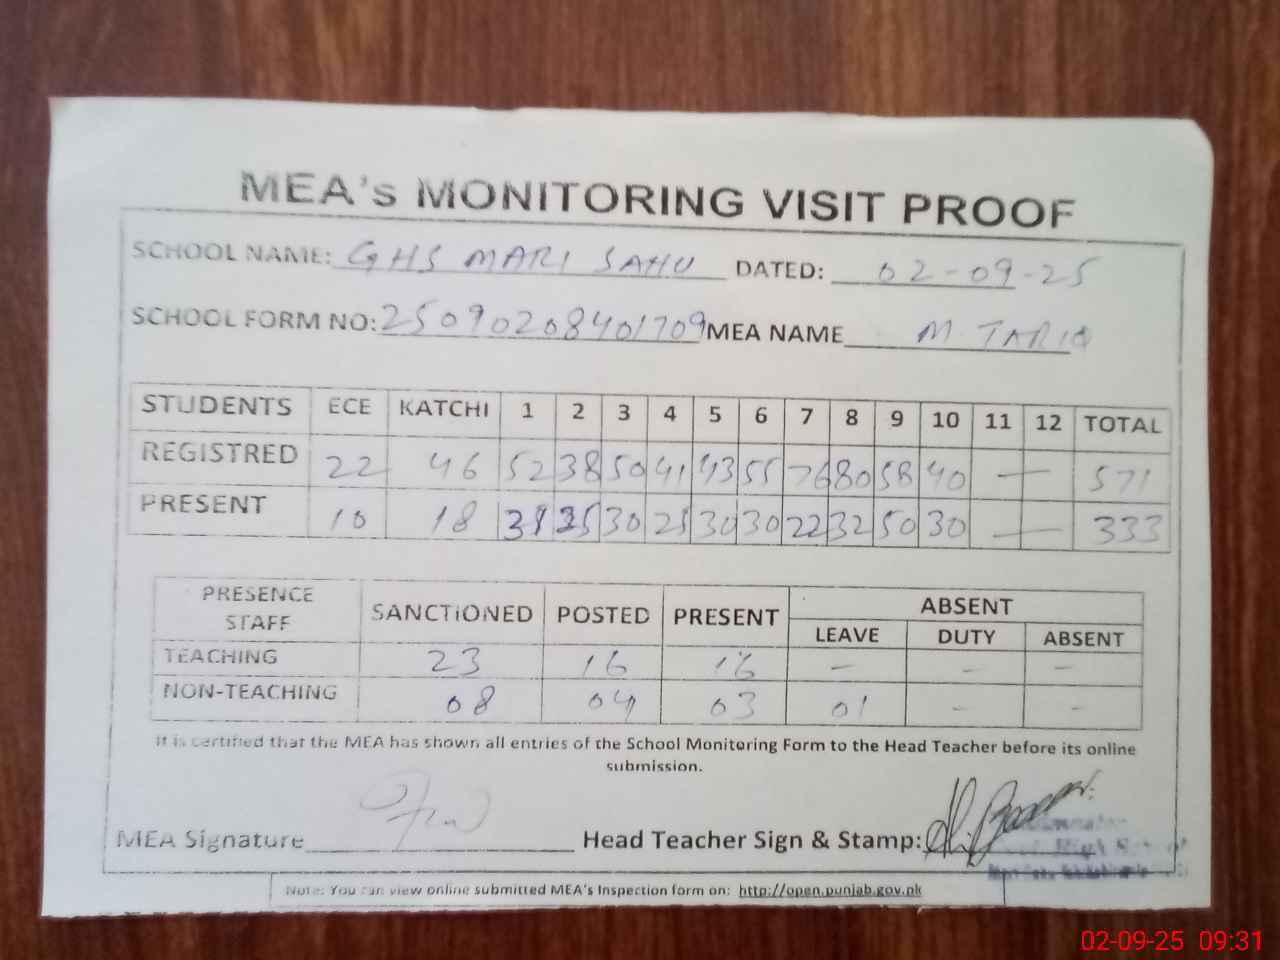 MEA's MONITORING VISIT PROOF
SCHOOL NAME: GHS MARI SAHU DATED: 02-09-25
SCHOOL FORM NO: 25090208401709 MEA NAME M. TARIQ
STUDENTS ECE KATCHI 1 2 3 4 5 6 7 8 9 10 11 12 TOTAL
REGISTRED 22 46 52 38 50 41 43 55 76 80 58 40 — 571
PRESENT 10 18 31 25 30 25 30 30 22 32 50 30 — 333
PRESENCE STAFF SANCTIONED POSTED PRESENT ABSENT
LEAVE DUTY ABSENT
TEACHING 23 16 16 - - -
NON-TEACHING 08 04 03 01 - -
It is certified that the MEA has shown all entries of the School Monitoring Form to the Head Teacher before its online
submission.
MEA Signature Head Teacher Sign & Stamp:
Note: You can view online submitted MEA's Inspection form on: http://open.punjab.gov.pk
02-09-25 09:31